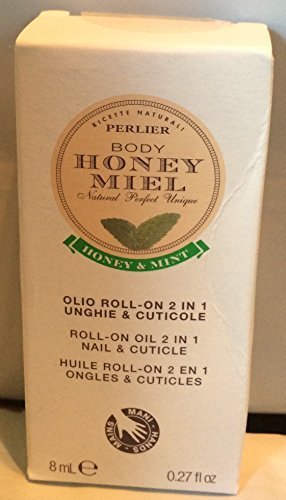 RICETTE NATURALI
PERLIER
BODY
HONEY
MIEL
Natural Perfect Unique
HONEY & MINT
OLIO ROLL-ON 2 IN 1
UNGHIE & CUTICOLE
ROLL-ON OIL 2 IN 1
NAIL & CUTICLE
HUILE ROLL-ON 2 EN 1
ONGLES & CUTICLES
MAINS - MANI - HANDS
8 mL ℮ 0.27 fl oz